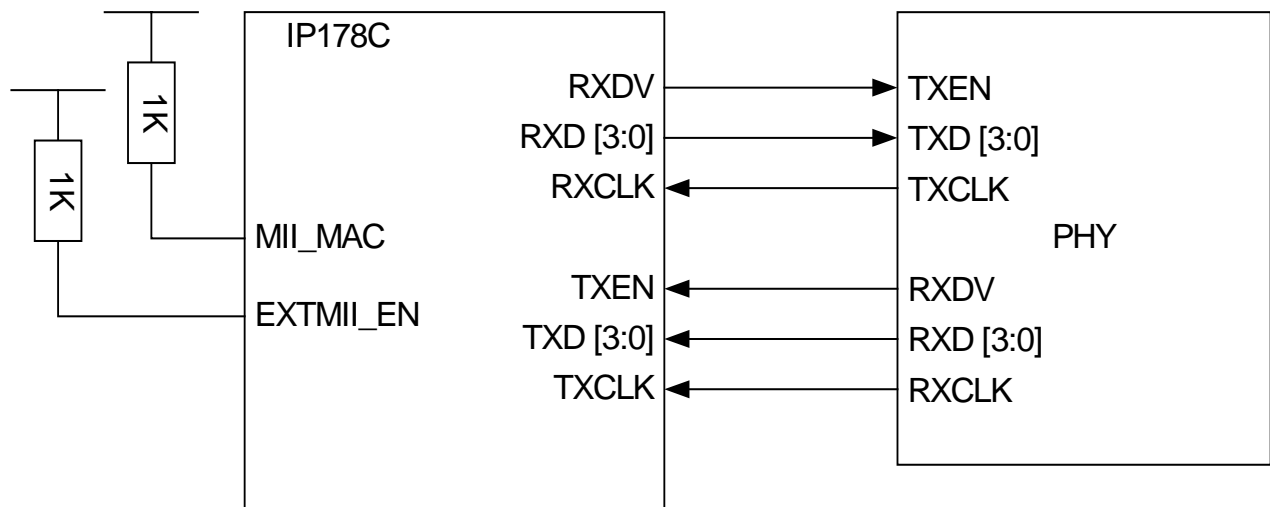 IP178C
1K
1K
MII_MAC
EXTMII_EN
RXDV
RXD [3:0]
RXCLK
TXEN
TXD [3:0]
TXCLK
TXEN
TXD [3:0]
TXCLK
PHY
RXDV
RXD [3:0]
RXCLK